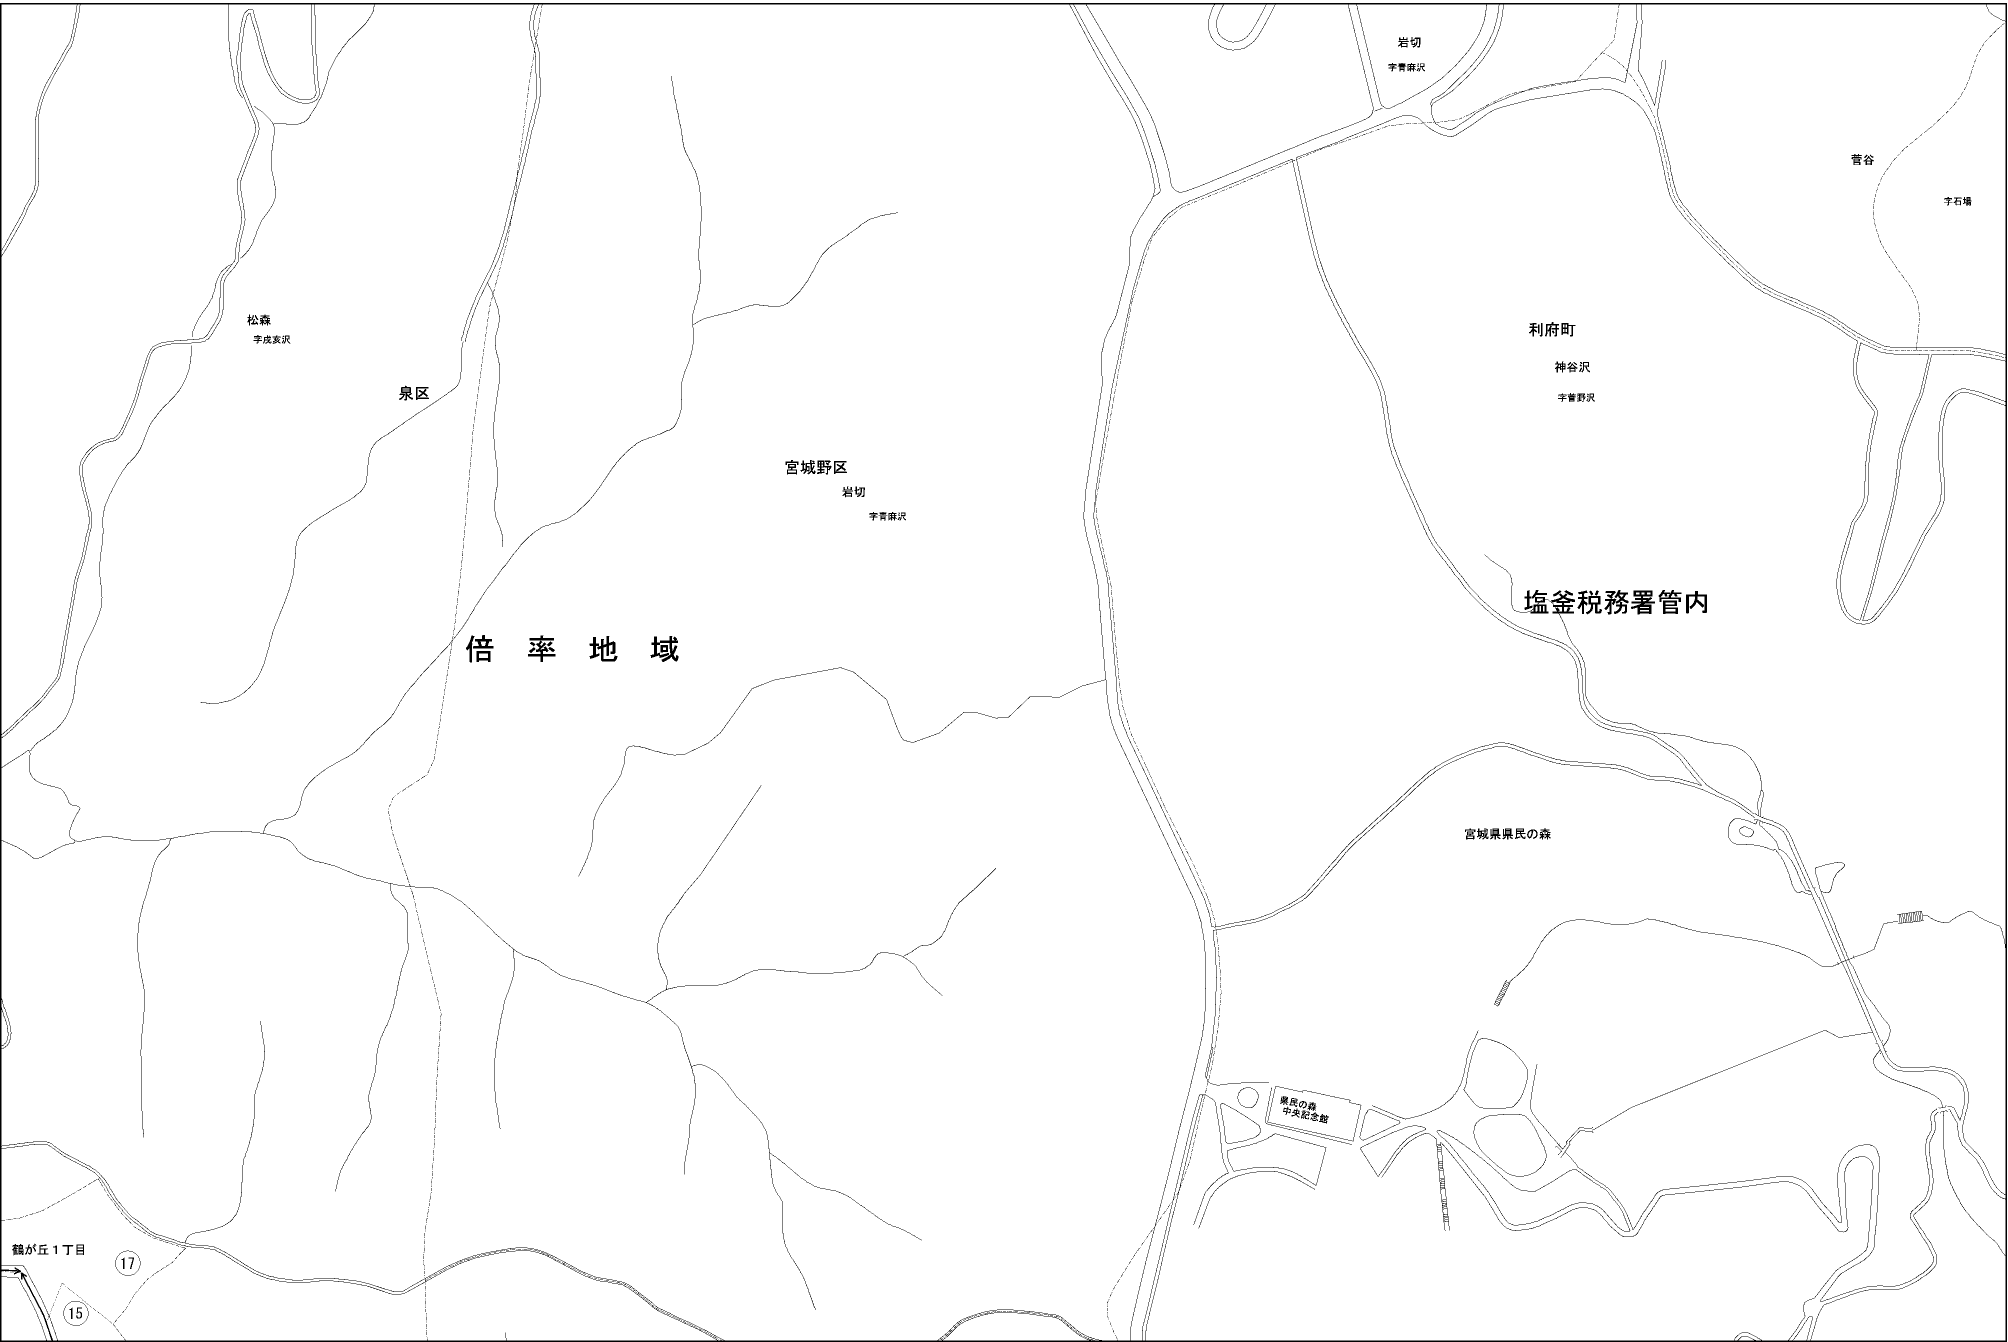 岩切
字青麻沢
菅谷
字石場
松森
字戌亥沢
利府町
神谷沢
字菅野沢
泉区
宮城野区
岩切
字青麻沢
塩釜税務署管内
倍率地域
宮城県県民の森
県民の森
中央記念館
鶴が丘1丁目
17
15